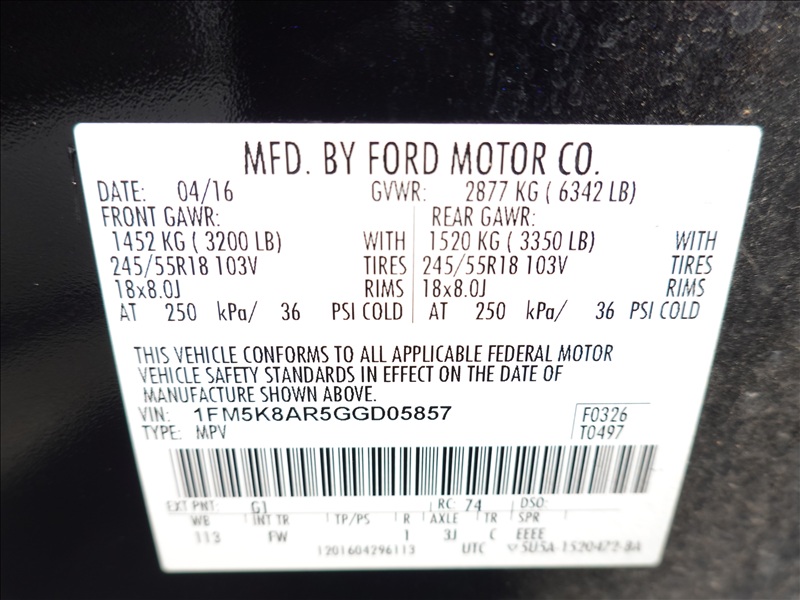 MFD. BY FORD MOTOR CO.
DATE: 04/16 GVWR: 2877 KG ( 6342 LB)
FRONT GAWR: REAR GAWR:
1452 KG ( 3200 LB) WITH 1520 KG ( 3350 LB) WITH
245/55R18 103V TIRES 245/55R18 103V TIRES
18x8.0J RIMS 18x8.0J RIMS
AT 250 kPa/ 36 PSI COLD AT 250 kPa/ 36 PSI COLD
THIS VEHICLE CONFORMS TO ALL APPLICABLE FEDERAL MOTOR
VEHICLE SAFETY STANDARDS IN EFFECT ON THE DATE OF
MANUFACTURE SHOWN ABOVE.
VIN: 1FM5K8AR5GGD05857 F0326
TYPE: MPV T0497
EXT PNT: G1 RC: 74 DSO:
WB INT TR TP/PS R AXLE TR SPR
113 FW 1 3J C EEEE
1201604296113 UTC 5U5A-1520472-BA